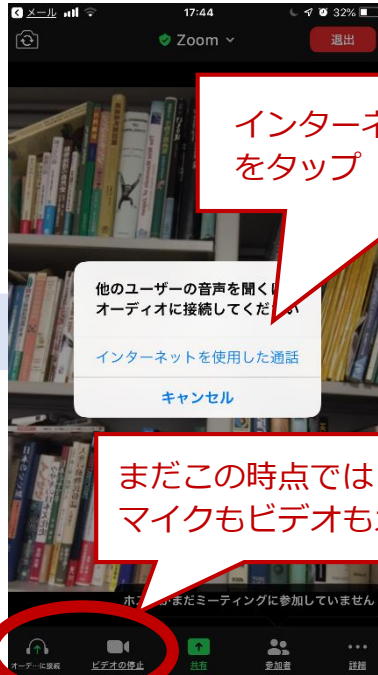 メール
17:44
32%
Zoom
退出
インターネ
をタップ
他のユーザーの音声を聞く
オーディオに接続してくだ
インターネットを使用した通話
キャンセル
まだこの時点では
マイクもビデオも
まだミーティングに参加していません
オーデ…に接続
ビデオの停止
共有
参加者
詳細